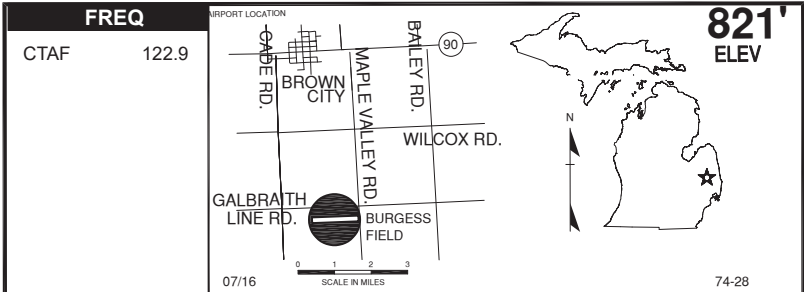 FREQ
CTAF 122.9
AIRPORT LOCATION
CADE RD.
BROWN
CITY
MAPLE VALLEY RD.
BAILEY RD.
90
WILCOX RD.
GALBRAITH
LINE RD.
BURGESS
FIELD
0 1 2 3
SCALE IN MILES
07/16
821'
ELEV
N
74-28